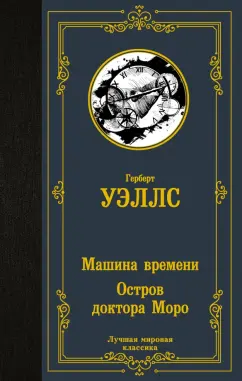 Герберт
УЭЛЛС
Машина времени
Остров
доктора Моро
Лучшая мировая
классика